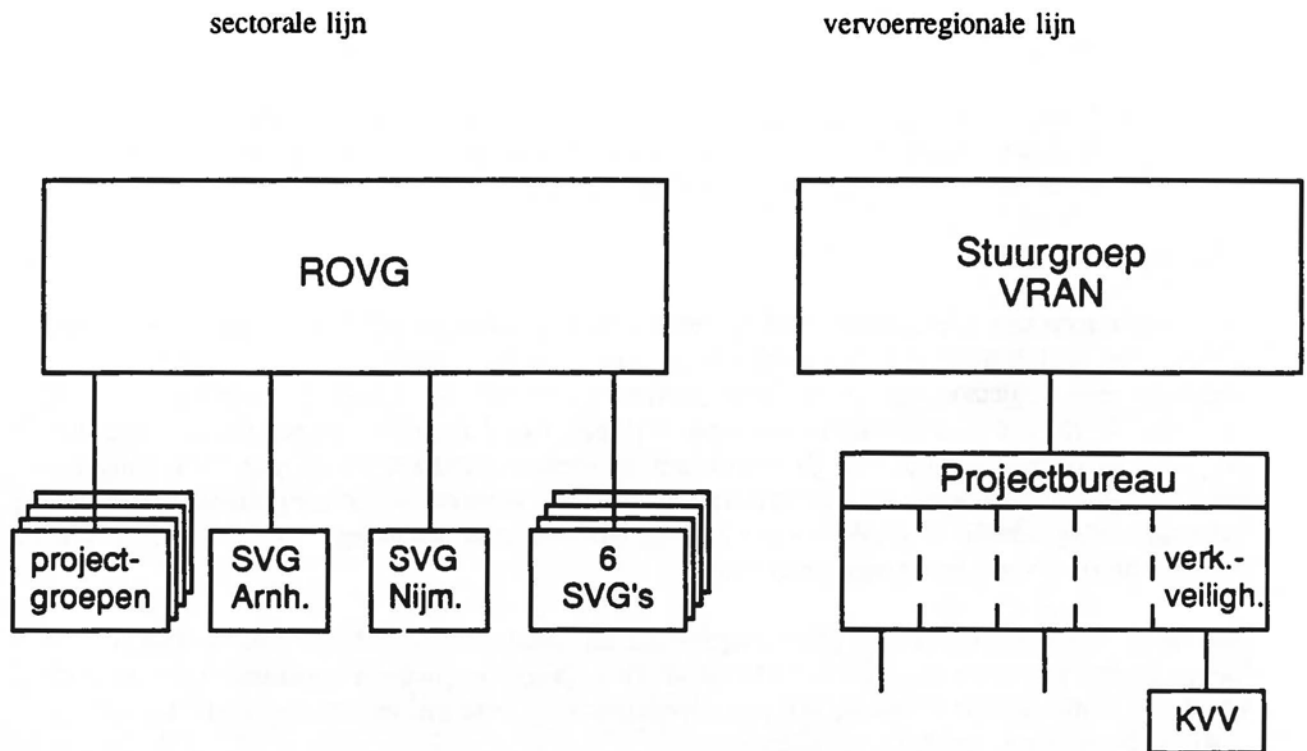 sectorale lijn
vervoerregionale lijn
ROVG
Stuurgroep
VRAN
project-
groepen
SVG
Arnh.
SVG
Nijm.
6
SVG's
Projectbureau
verk.-
veiligh.
KVV